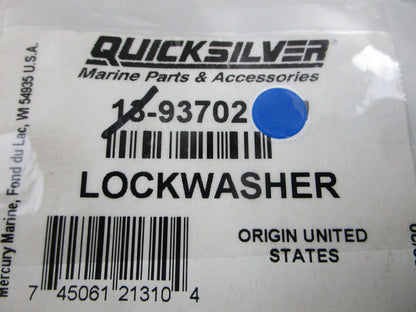 QUICKSILVER
Marine Parts & Accessories
13-93702
LOCKWASHER
ORIGIN UNITED
STATES
7 45061 21310 4
Mercury Marine, Fond du Lac, WI 54935 U.S.A.